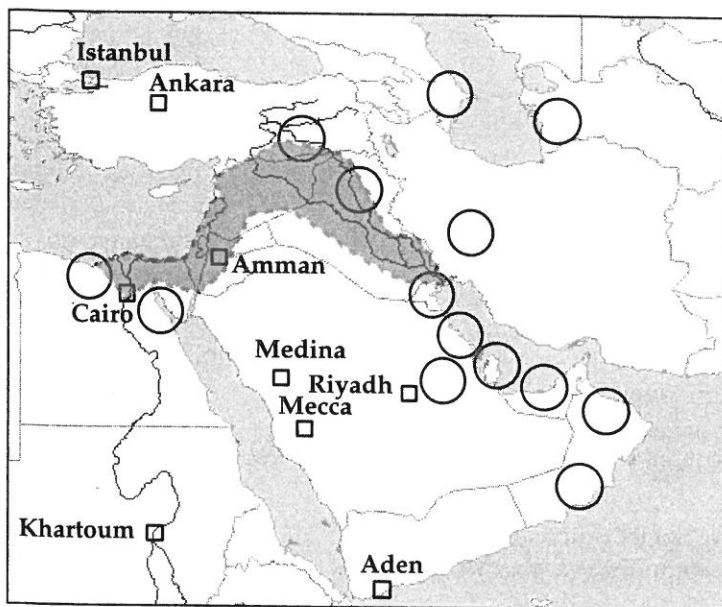 Istanbul
Ankara
Amman
Cairo
Medina
Riyadh
Mecca
Khartoum
Aden